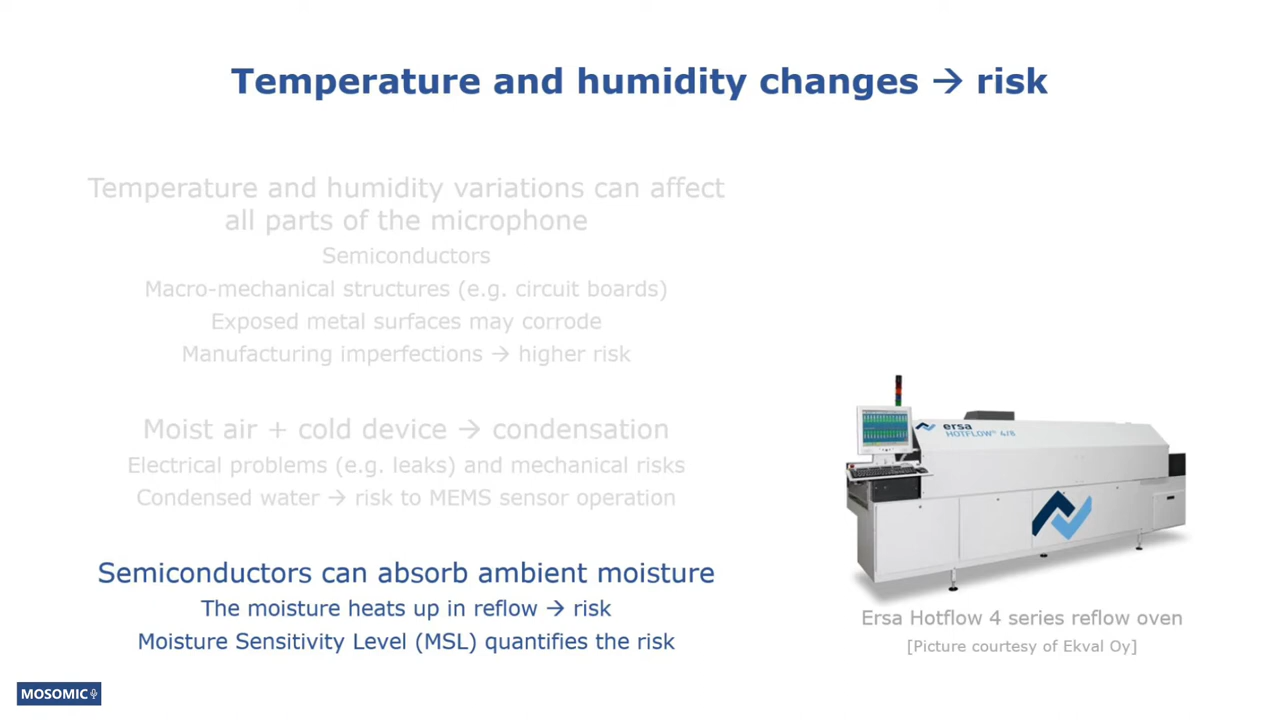 Temperature and humidity changes → risk
Temperature and humidity variations can affect
all parts of the microphone
Semiconductors
Macro-mechanical structures (e.g. circuit boards)
Exposed metal surfaces may corrode
Manufacturing imperfections → higher risk
Moist air + cold device → condensation
Electrical problems (e.g. leaks) and mechanical risks
Condensed water → risk to MEMS sensor operation
Semiconductors can absorb ambient moisture
The moisture heats up in reflow → risk
Moisture Sensitivity Level (MSL) quantifies the risk
ersa
HOTFLOW 4/8
Ersa Hotflow 4 series reflow oven
[Picture courtesy of Ekval Oy]
MOSOMIC